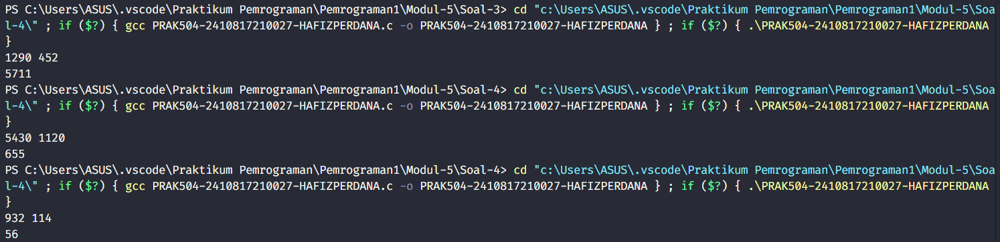 PS C:\Users\ASUS\.vscode\Praktikum Pemrograman\Pemrograman1\Modul-5\Soal-3> cd "c:\Users\ASUS\.vscode\Praktikum Pemrograman\Pemrograman1\Modul-5\Soa
l-4\" ; if ($?) { gcc PRAK504-2410817210027-HAFIZPERDANA.c -o PRAK504-2410817210027-HAFIZPERDANA } ; if ($?) { .\PRAK504-2410817210027-HAFIZPERDANA
}
1290 452
5711
PS C:\Users\ASUS\.vscode\Praktikum Pemrograman\Pemrograman1\Modul-5\Soal-4> cd "c:\Users\ASUS\.vscode\Praktikum Pemrograman\Pemrograman1\Modul-5\Soa
l-4\" ; if ($?) { gcc PRAK504-2410817210027-HAFIZPERDANA.c -o PRAK504-2410817210027-HAFIZPERDANA } ; if ($?) { .\PRAK504-2410817210027-HAFIZPERDANA
}
5430 1120
655
PS C:\Users\ASUS\.vscode\Praktikum Pemrograman\Pemrograman1\Modul-5\Soal-4> cd "c:\Users\ASUS\.vscode\Praktikum Pemrograman\Pemrograman1\Modul-5\Soa
l-4\" ; if ($?) { gcc PRAK504-2410817210027-HAFIZPERDANA.c -o PRAK504-2410817210027-HAFIZPERDANA } ; if ($?) { .\PRAK504-2410817210027-HAFIZPERDANA
}
932 114
56